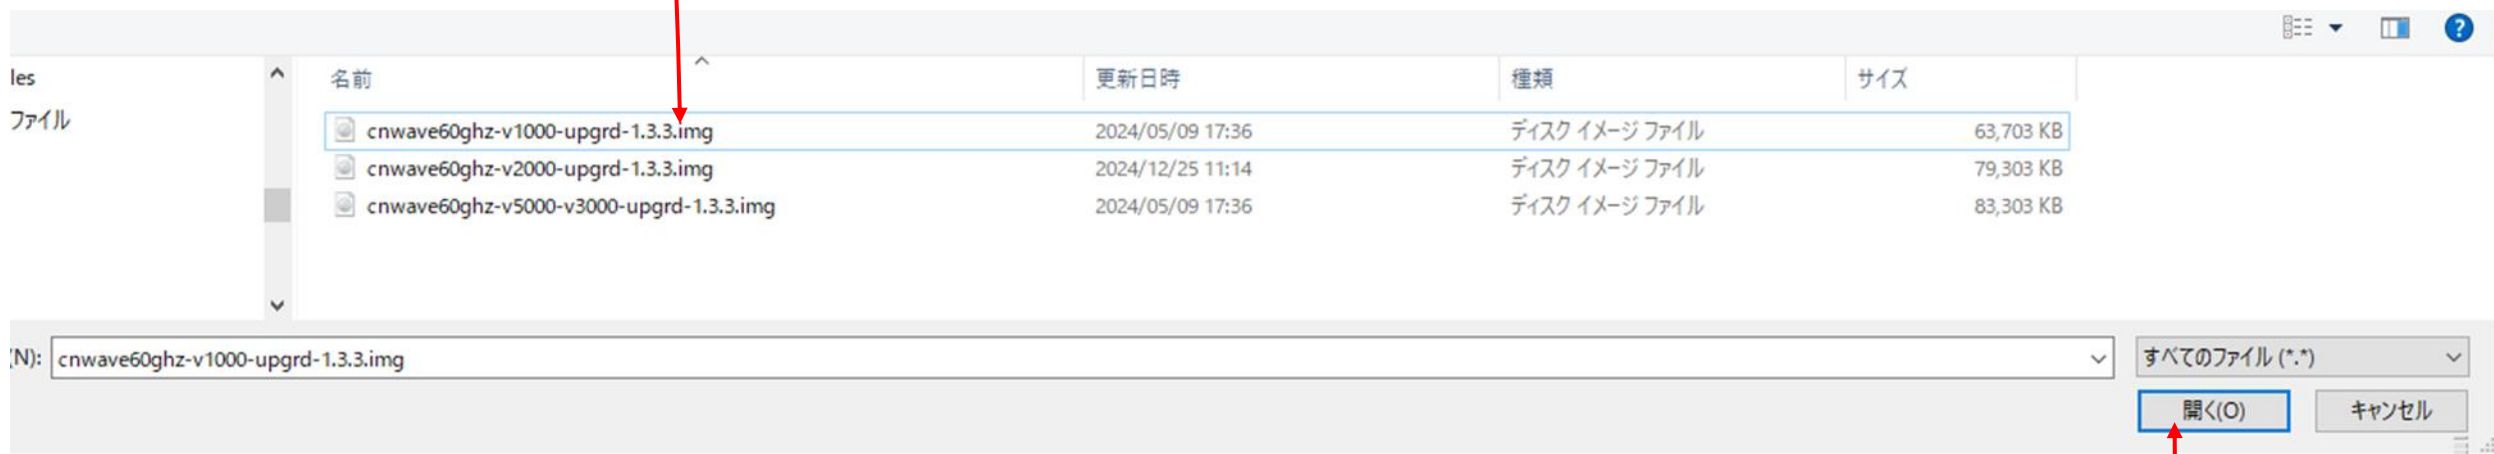 les
ファイル
名前 更新日時 種類 サイズ
cnwave60ghz-v1000-upgrd-1.3.3.img 2024/05/09 17:36 ディスク イメージ ファイル 63,703 KB
cnwave60ghz-v2000-upgrd-1.3.3.img 2024/12/25 11:14 ディスク イメージ ファイル 79,303 KB
cnwave60ghz-v5000-v3000-upgrd-1.3.3.img 2024/05/09 17:36 ディスク イメージ ファイル 83,303 KB
(N): cnwave60ghz-v1000-upgrd-1.3.3.img すべてのファイル (*.*)
開く(O) キャンセル